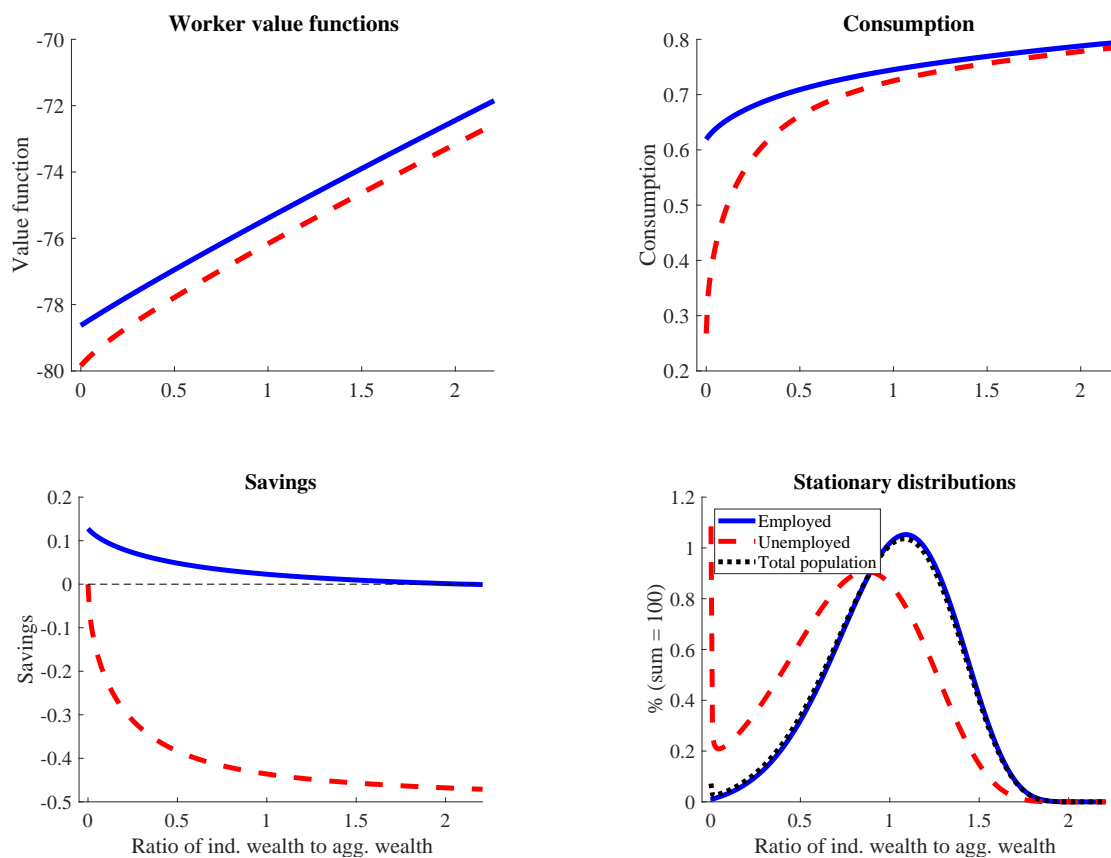 Worker value functions
Value function
-70
-72
-74
-76
-78
-80
0 0.5 1 1.5 2
Consumption
Consumption
0.8
0.7
0.6
0.5
0.4
0.3
0.2
0 0.5 1 1.5 2
Savings
Savings
0.2
0.1
0
-0.1
-0.2
-0.3
-0.4
-0.5
0 0.5 1 1.5 2
Ratio of ind. wealth to agg. wealth
Stationary distributions
% (sum = 100)
1.2
1
0.8
0.6
0.4
0.2
0
Employed
Unemployed
Total population
0 0.5 1 1.5 2
Ratio of ind. wealth to agg. wealth